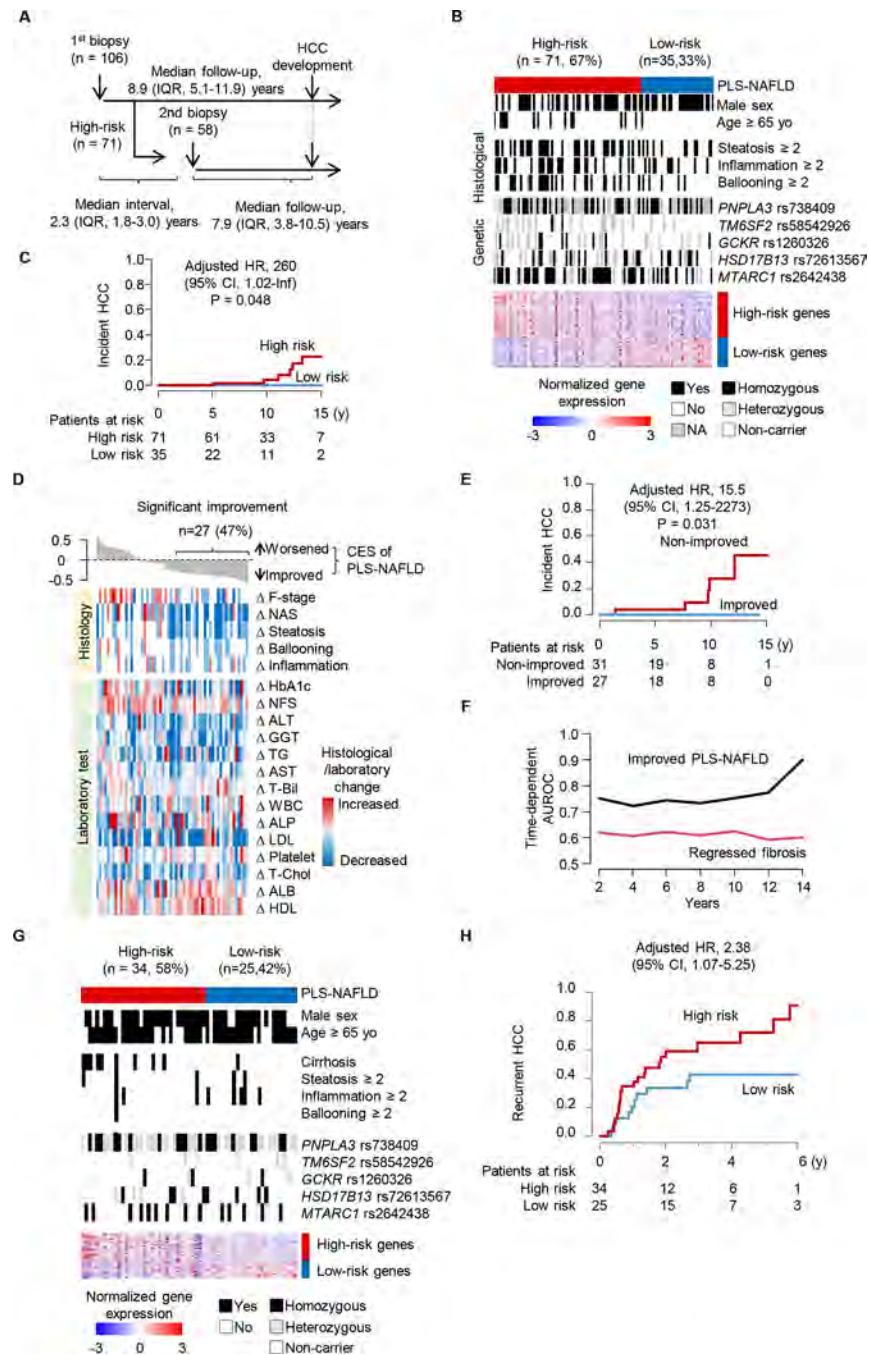 A
1st biopsy
(n = 106)
HCC
development
Median follow-up,
8.9 (IQR, 5.1-11.9) years
High-risk
(n = 71)
2nd biopsy
(n = 58)
Median interval,
2.3 (IQR, 1.8-3.0) years
Median follow-up,
7.9 (IQR, 3.8-10.5) years
B
High-risk
(n = 71, 67%)
Low-risk
(n=35,33%)
PLS-NAFLD
Male sex
Age ≥ 65 yo
Histological
Steatosis ≥ 2
Inflammation ≥ 2
Ballooning ≥ 2
Genetic
PNPLA3 rs738409
TM6SF2 rs58542926
GCKR rs1260326
HSD17B13 rs72613567
MTARC1 rs2642438
High-risk genes
Low-risk genes
Normalized gene
expression
-3 0 3
Yes
No
NA
Homozygous
Heterozygous
Non-carrier
C
Adjusted HR, 260
(95% CI, 1.02-Inf)
P = 0.048
Incident HCC
1.0
0.8
0.6
0.4
0.2
0.0
High risk
Low risk
0 5 10 15 (y)
Patients at risk
High risk 71 61 33 7
Low risk 35 22 11 2
D
Significant improvement
n=27 (47%)
0.5
0
-0.5
Worsened
Improved
CES of
PLS-NAFLD
Histology
Δ F-stage
Δ NAS
Δ Steatosis
Δ Ballooning
Δ Inflammation
Laboratory test
Δ HbA1c
Δ NFS
Δ ALT
Δ GGT
Δ TG
Δ AST
Δ T-Bil
Δ WBC
Δ ALP
Δ LDL
Δ Platelet
Δ T-Chol
Δ ALB
Δ HDL
Histological
/laboratory
change
Increased
Decreased
E
Adjusted HR, 15.5
(95% CI, 1.25-2273)
P = 0.031
Incident HCC
1.0
0.8
0.6
0.4
0.2
0.0
Non-improved
Improved
0 5 10 15 (y)
Patients at risk
Non-improved 31 19 8 1
Improved 27 18 8 0
F
Time-dependent
AUROC
1.0
0.9
0.8
0.7
0.6
0.5
Improved PLS-NAFLD
Regressed fibrosis
2 4 6 8 10 12 14
Years
G
High-risk
(n = 34, 58%)
Low-risk
(n=25,42%)
PLS-NAFLD
Male sex
Age ≥ 65 yo
Cirrhosis
Steatosis ≥ 2
Inflammation ≥ 2
Ballooning ≥ 2
PNPLA3 rs738409
TM6SF2 rs58542926
GCKR rs1260326
HSD17B13 rs72613567
MTARC1 rs2642438
High-risk genes
Low-risk genes
Normalized gene
expression
-3 0 3
Yes
No
Homozygous
Heterozygous
Non-carrier
H
Adjusted HR, 2.38
(95% CI, 1.07-5.25)
Recurrent HCC
1.0
0.8
0.6
0.4
0.2
0.0
High risk
Low risk
0 2 4 6 (y)
Patients at risk
High risk 34 12 6 1
Low risk 25 15 7 3